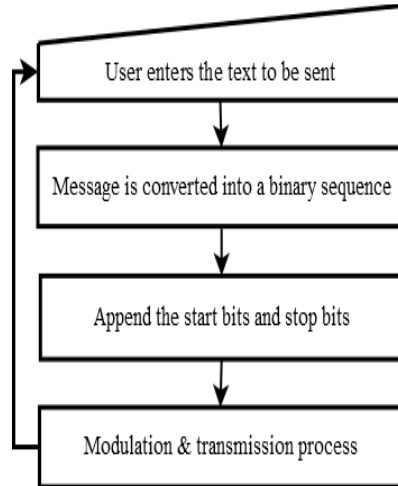 User enters the text to be sent
Message is converted into a binary sequence
Append the start bits and stop bits
Modulation & transmission process